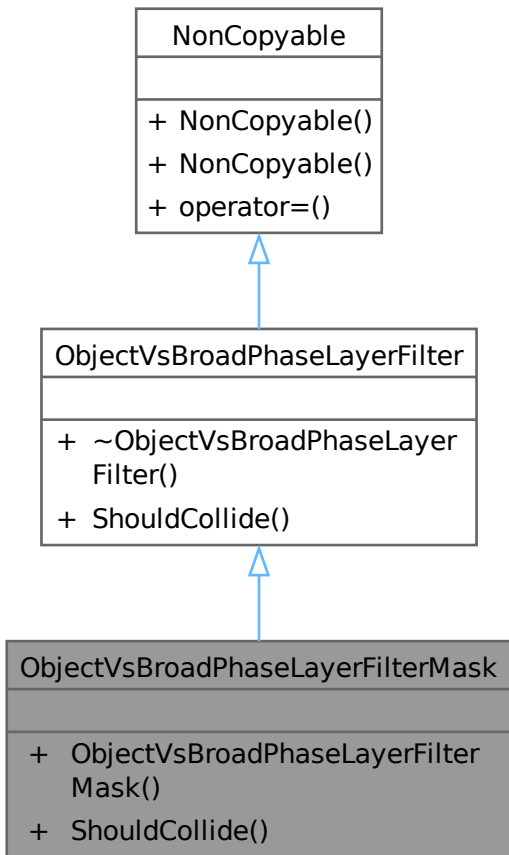 NonCopyable
+ NonCopyable()
+ NonCopyable()
+ operator=()
ObjectVsBroadPhaseLayerFilter
+ ~ObjectVsBroadPhaseLayer
Filter()
+ ShouldCollide()
ObjectVsBroadPhaseLayerFilterMask
+ ObjectVsBroadPhaseLayerFilter
Mask()
+ ShouldCollide()